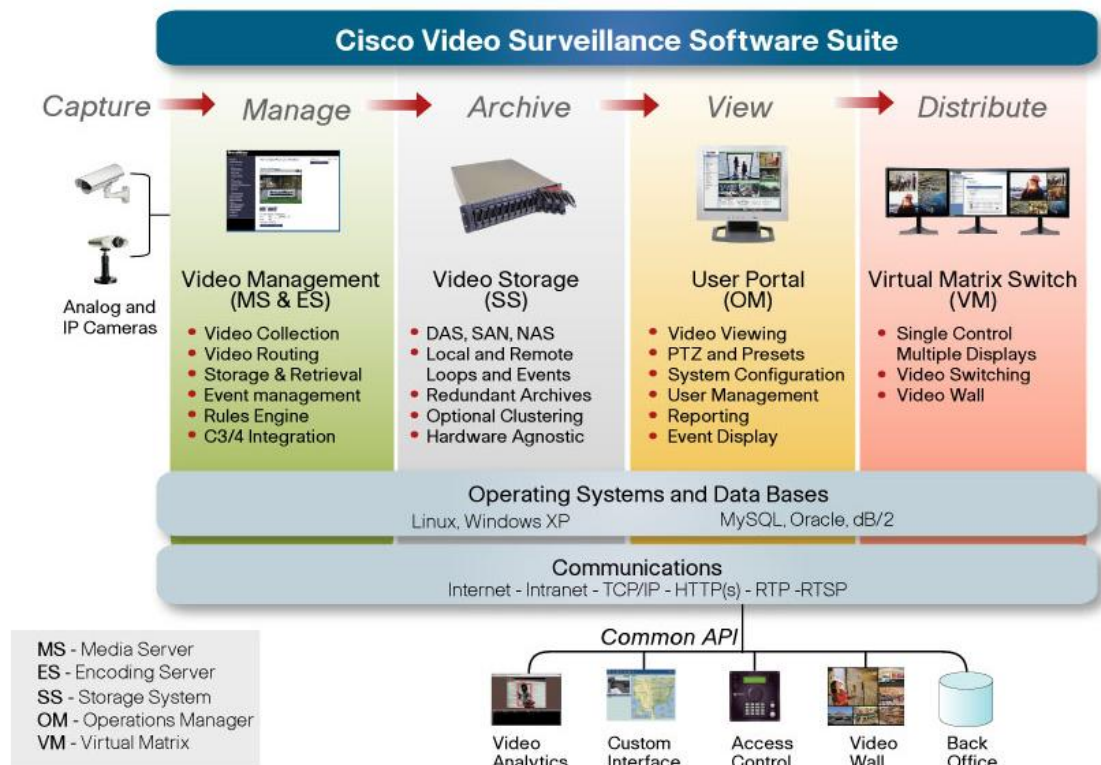 Cisco Video Surveillance Software Suite
Capture
Manage
Archive
View
Distribute
Analog and
IP Cameras
Video Management
(MS & ES)
• Video Collection
• Video Routing
• Storage & Retrieval
• Event management
• Rules Engine
• C3/4 Integration
Video Storage
(SS)
• DAS, SAN, NAS
• Local and Remote
Loops and Events
• Redundant Archives
• Optional Clustering
• Hardware Agnostic
User Portal
(OM)
• Video Viewing
• PTZ and Presets
• System Configuration
• User Management
• Reporting
• Event Display
Virtual Matrix Switch
(VM)
• Single Control
Multiple Displays
• Video Switching
• Video Wall
Operating Systems and Data Bases
Linux, Windows XP
MySQL, Oracle, dB/2
Communications
Internet - Intranet - TCP/IP - HTTP(s) - RTP -RTSP
Common API
MS - Media Server
ES - Encoding Server
SS - Storage System
OM - Operations Manager
VM - Virtual Matrix
Video
Analytics
Custom
Interface
Access
Control
Video
Wall
Back
Office